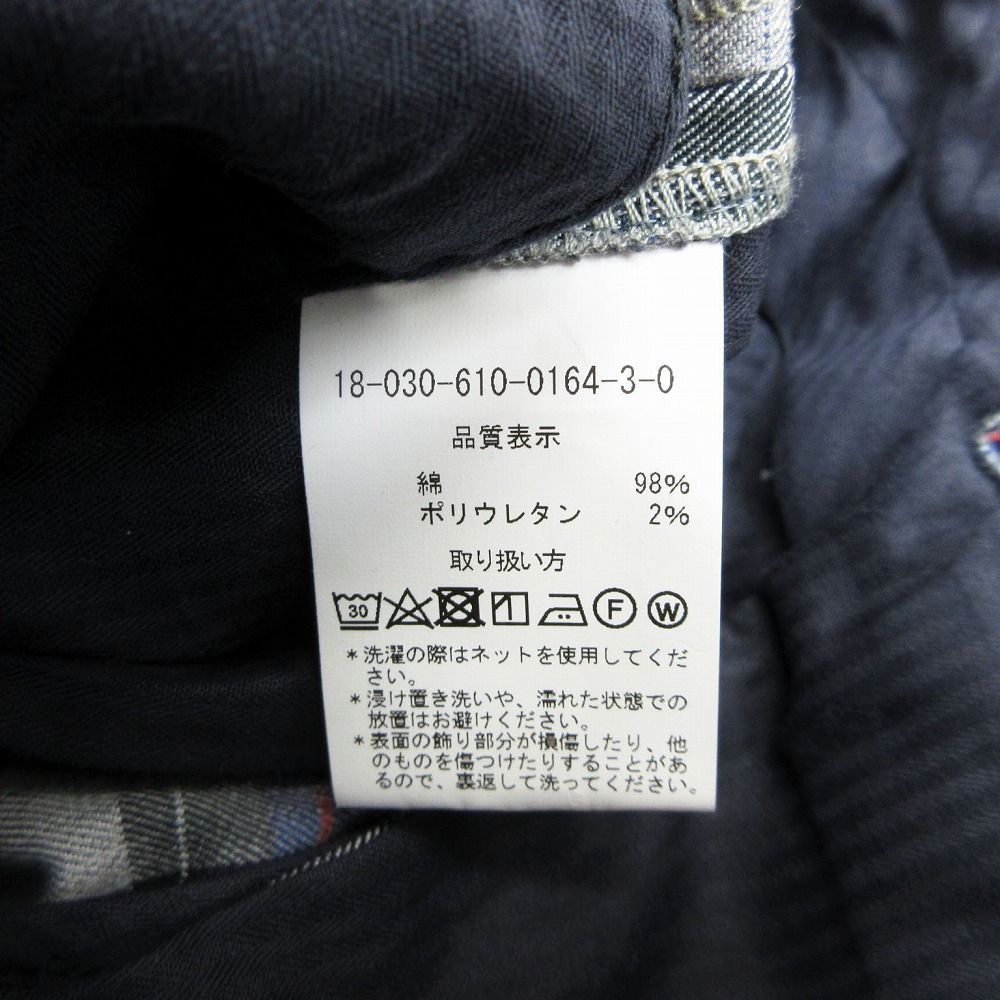 18-030-610-0164-3-0
品質表示
綿 98%
ポリウレタン 2%
取り扱い方
30 F W
*洗濯の際はネットを使用してくだ
さい。
*浸け置き洗いや、濡れた状態での
放置はお避けください。
*表面の飾り部分が損傷したり、他
のものを傷つけたりすることがあ
るので、裏返して洗ってください。